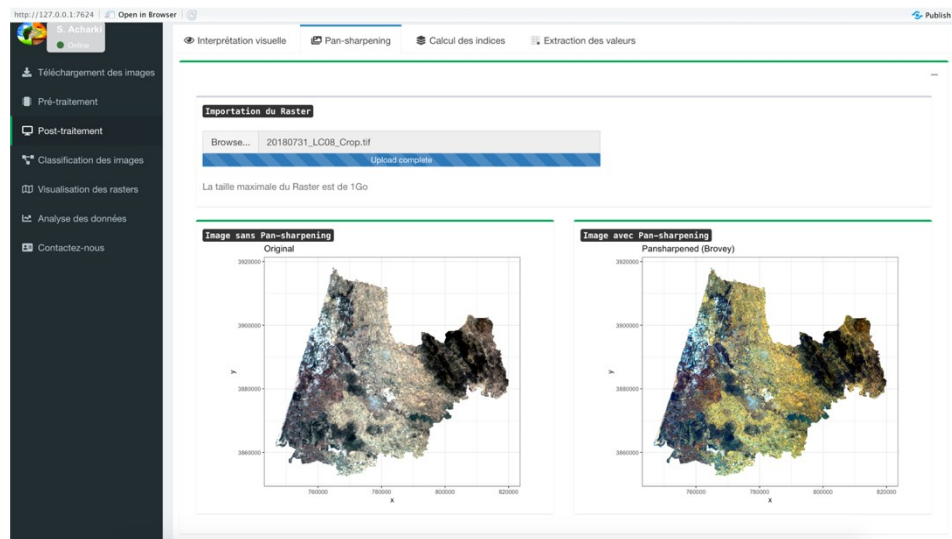 http://127.0.0.1:7624
Open in Browser
Publish
S. Acharki
Online
Téléchargement des images
Pré-traitement
Post-traitement
Classification des images
Visualisation des rasters
Analyse des données
Contactez-nous
Interprétation visuelle
Pan-sharpening
Calcul des indices
Extraction des valeurs
Importation du Raster
Browse...
20180731_LC08_Crop.tif
Upload complete
La taille maximale du Raster est de 1Go
Image sans Pan-sharpening
Original
3920000
3900000
3880000
3860000
y
760000
780000
800000
820000
x
Image avec Pan-sharpening
Pansharpened (Brovey)
3920000
3900000
3880000
3860000
y
760000
780000
800000
820000
x